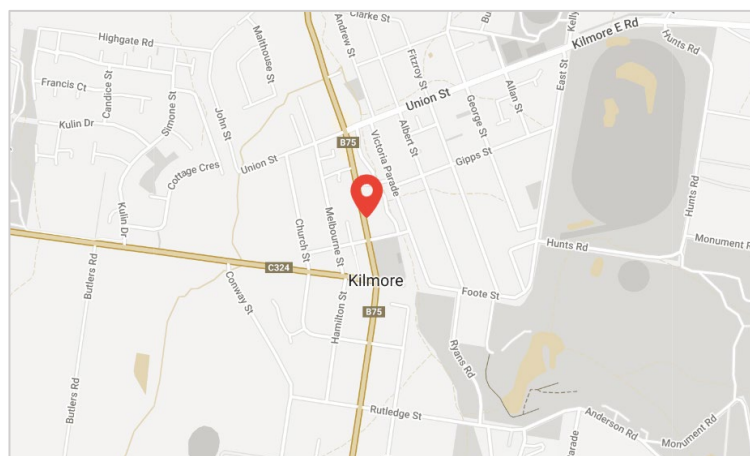 Clarke St
Bu
Kelly
Hunts Rd
Highgate Rd
Malthouse St
Andrew St
Fitzroy St
Kilmore E Rd
East St
Francis Ct
Candice St
Simone St
John St
Union St
George St
Allan St
Kulin Dr
B75
Victoria Parade
Albert St
Gipps St
Cottage Cres
Union St
Kulin Dr
Church St
Melbourne St
Hunts Rd
Hunts Rd
Monument R
Butlers Rd
C324
Conway St
Kilmore
Foote St
Hamilton St
B75
Ryans Rd
Butlers Rd
Rutledge St
Anderson Rd
Monument Rd
Parade